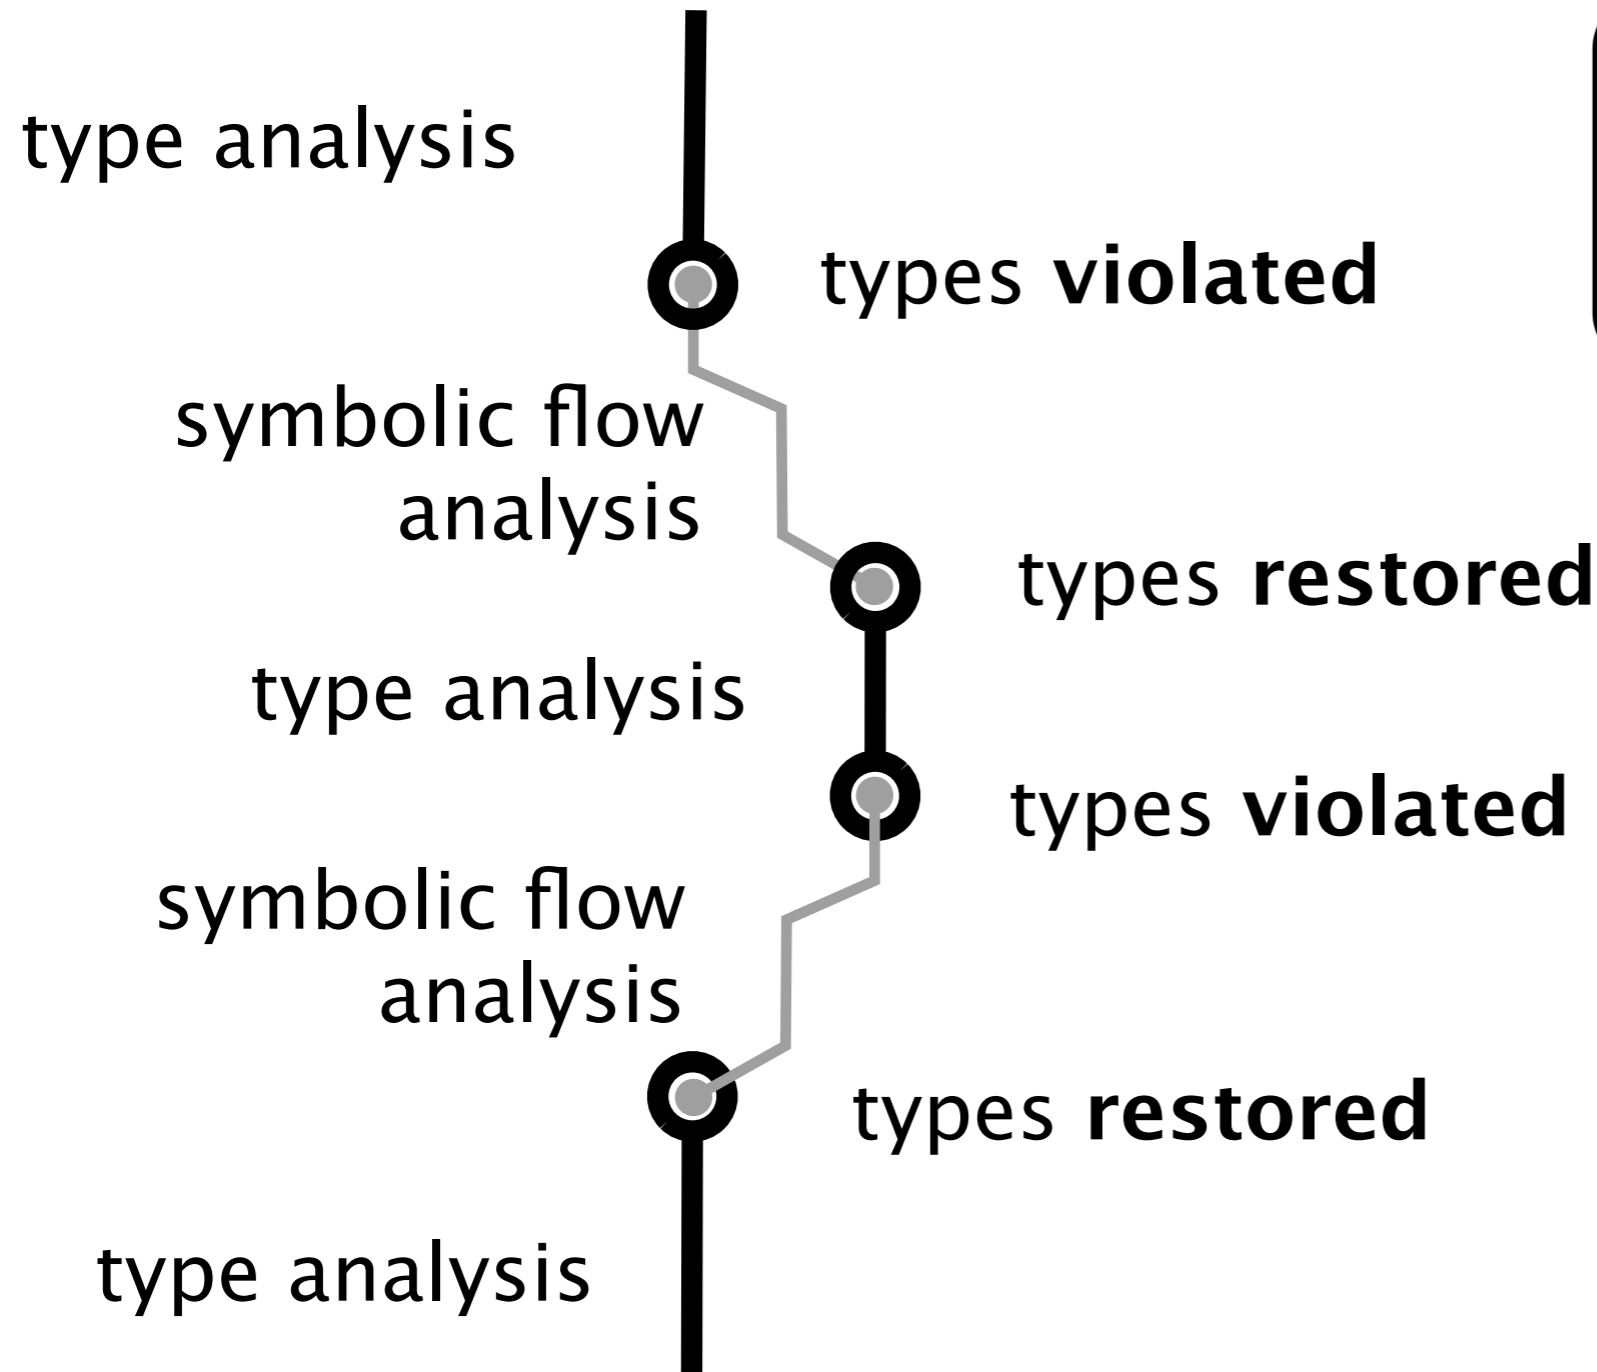 type analysis
types violated
symbolic flow
analysis
types restored
type analysis
types violated
symbolic flow
analysis
types restored
type analysis